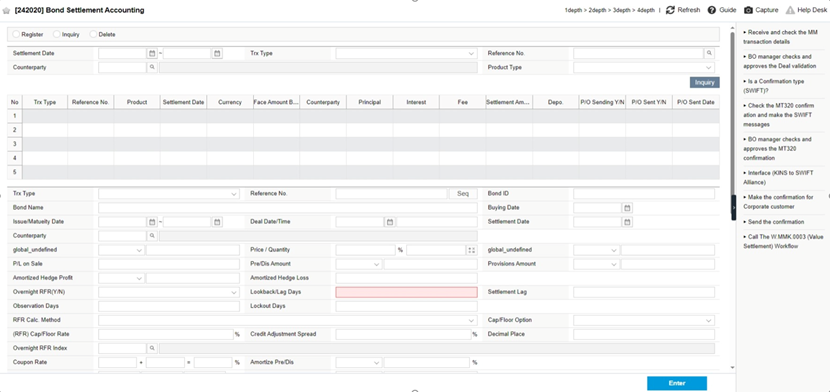 [242020] Bond Settlement Accounting
1depth > 2depth > 3depth > 4depth | Refresh Guide Capture Help Desk
Register Inquiry Delete
Settlement Date ~ Trx Type Reference No.
Counterparty Product Type
Inquiry
No Trx Type Reference No Product Settlement Date Currency Face Amount B... Counterparty Principal Interest Fee Settlement Am... Depo. P/O Sending Y/N P/O Sent Y/N P/O Sent Date
1
2
3
4
5
Trx Type Reference No. Seq Bond ID
Bond Name Buying Date
Issue/Matueity Date ~ Deal Date/Time Settlement Date
Counterparty
global_undefined Price / Quantity % global_undefined
P/L on Sale Pre/Dis Amount Provisions Amount
Amortized Hedge Profit Amortized Hedge Loss
Overnight RFR(Y/N) Lookback/Lag Days Settlement Lag
Observation Days Lockout Days
RFR Calc. Method Cap/Floor Option
(RFR) Cap/Floor Rate % Credit Adjustment Spread % Decimal Place
Overnight RFR Index
Coupon Rate + = % Amortize Pre/Dis %
Enter
Receive and check the MM
transaction details
BO manager checks and
approves the Deal validation
Is a Confirmation type
(SWIFT)?
Check the MT320 confirm
ation and make the SWIFT
messages
BO manager checks and
approves the MT320
confirmation
Interface (KINS to SWIFT
Alliance)
Make the confirmation for
Corporate customer
Send the confirmation
Call The W.MMK.0003 (Value
Settlement) Workflow